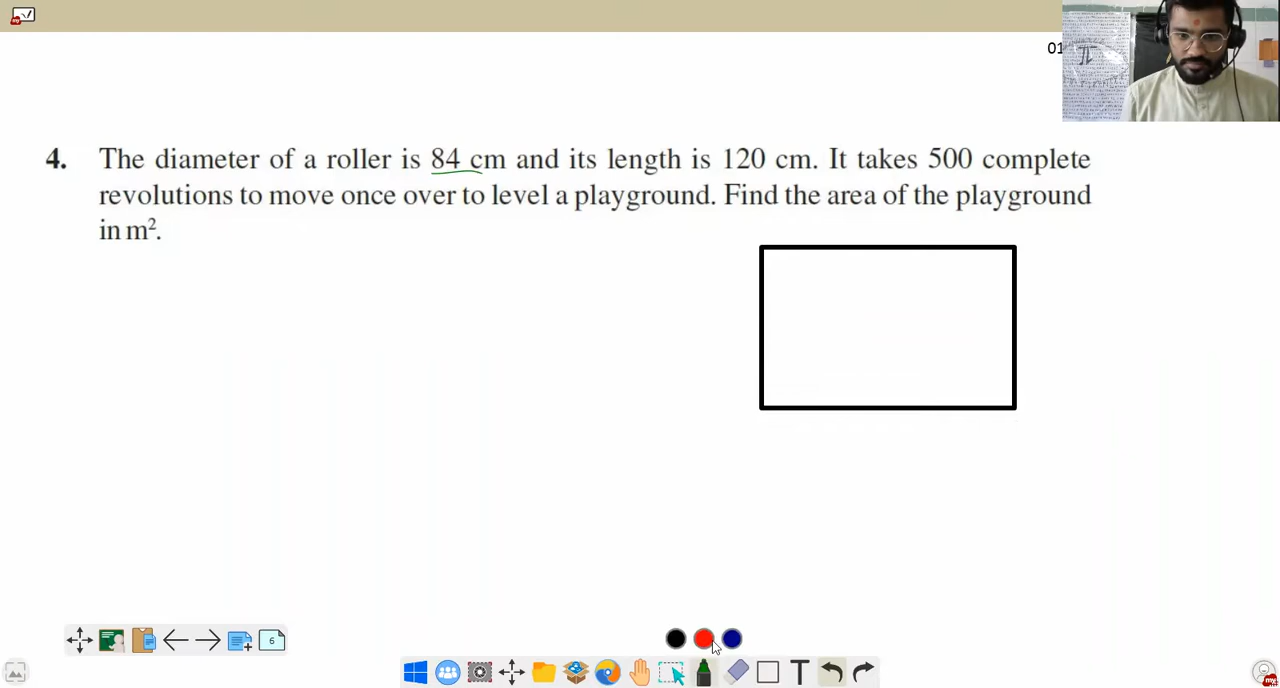 01
π
4. The diameter of a roller is 84 cm and its length is 120 cm. It takes 500 complete
revolutions to move once over to level a playground. Find the area of the playground
in m².
6
T